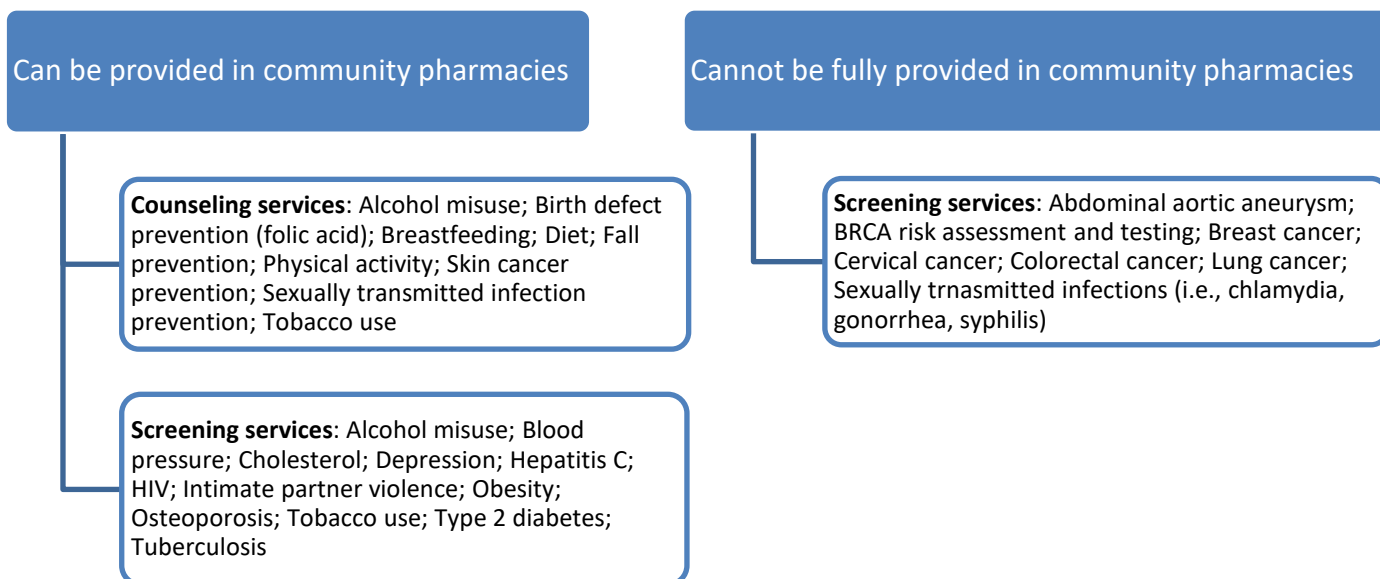 Can be provided in community pharmacies
Counseling services: Alcohol misuse; Birth defect
prevention (folic acid); Breastfeeding; Diet; Fall
prevention; Physical activity; Skin cancer
prevention; Sexually transmitted infection
prevention; Tobacco use
Screening services: Alcohol misuse; Blood
pressure; Cholesterol; Depression; Hepatitis C;
HIV; Intimate partner violence; Obesity;
Osteoporosis; Tobacco use; Type 2 diabetes;
Tuberculosis
Cannot be fully provided in community pharmacies
Screening services: Abdominal aortic aneurysm;
BRCA risk assessment and testing; Breast cancer;
Cervical cancer; Colorectal cancer; Lung cancer;
Sexually trnasmitted infections (i.e., chlamydia,
gonorrhea, syphilis)